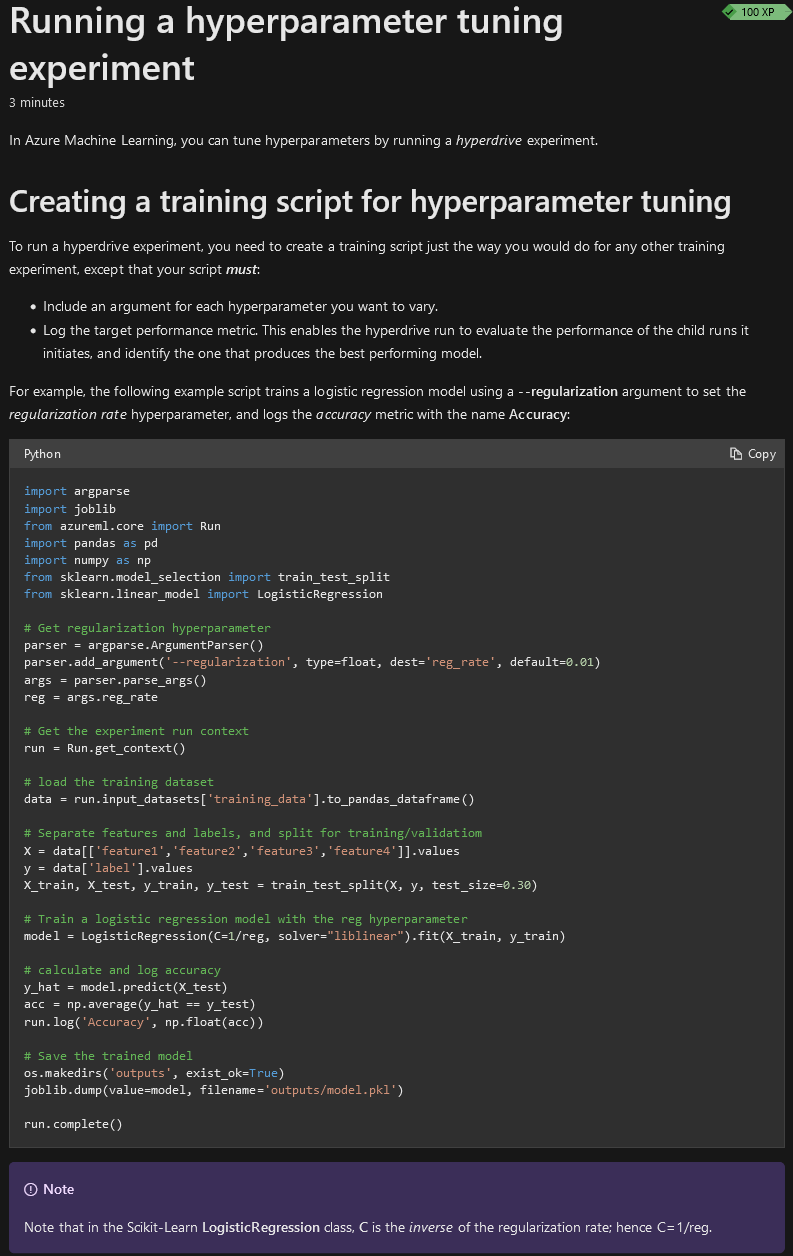 Running a hyperparameter tuning
experiment
100 XP
3 minutes
In Azure Machine Learning, you can tune hyperparameters by running a hyperdrive experiment.
Creating a training script for hyperparameter tuning
To run a hyperdrive experiment, you need to create a training script just the way you would do for any other training
experiment, except that your script must:
• Include an argument for each hyperparameter you want to vary.
• Log the target performance metric. This enables the hyperdrive run to evaluate the performance of the child runs it
initiates, and identify the one that produces the best performing model.
For example, the following example script trains a logistic regression model using a --regularization argument to set the
regularization rate hyperparameter, and logs the accuracy metric with the name Accuracy:
Python
Copy
import argparse
import joblib
from azureml.core import Run
import pandas as pd
import numpy as np
from sklearn.model_selection import train_test_split
from sklearn.linear_model import LogisticRegression

# Get regularization hyperparameter
parser = argparse.ArgumentParser()
parser.add_argument('--regularization', type=float, dest='reg_rate', default=0.01)
args = parser.parse_args()
reg = args.reg_rate

# Get the experiment run context
run = Run.get_context()

# load the training dataset
data = run.input_datasets['training_data'].to_pandas_dataframe()

# Separate features and labels, and split for training/validatiom
X = data[['feature1','feature2','feature3','feature4']].values
y = data['label'].values
X_train, X_test, y_train, y_test = train_test_split(X, y, test_size=0.30)

# Train a logistic regression model with the reg hyperparameter
model = LogisticRegression(C=1/reg, solver="liblinear").fit(X_train, y_train)

# calculate and log accuracy
y_hat = model.predict(X_test)
acc = np.average(y_hat == y_test)
run.log('Accuracy', np.float(acc))

# Save the trained model
os.makedirs('outputs', exist_ok=True)
joblib.dump(value=model, filename='outputs/model.pkl')

run.complete()
Note
Note that in the Scikit-Learn LogisticRegression class, C is the inverse of the regularization rate; hence C=1/reg.